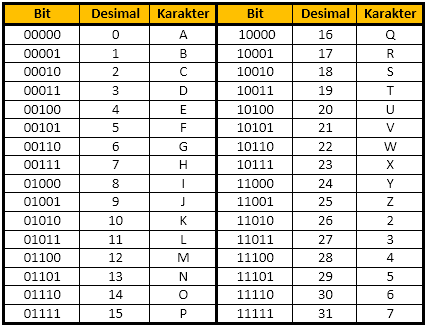 Bit Desimal Karakter Bit Desimal Karakter
00000 0 A 10000 16 Q
00001 1 B 10001 17 R
00010 2 C 10010 18 S
00011 3 D 10011 19 T
00100 4 E 10100 20 U
00101 5 F 10101 21 V
00110 6 G 10110 22 W
00111 7 H 10111 23 X
01000 8 I 11000 24 Y
01001 9 J 11001 25 Z
01010 10 K 11010 26 2
01011 11 L 11011 27 3
01100 12 M 11100 28 4
01101 13 N 11101 29 5
01110 14 O 11110 30 6
01111 15 P 11111 31 7